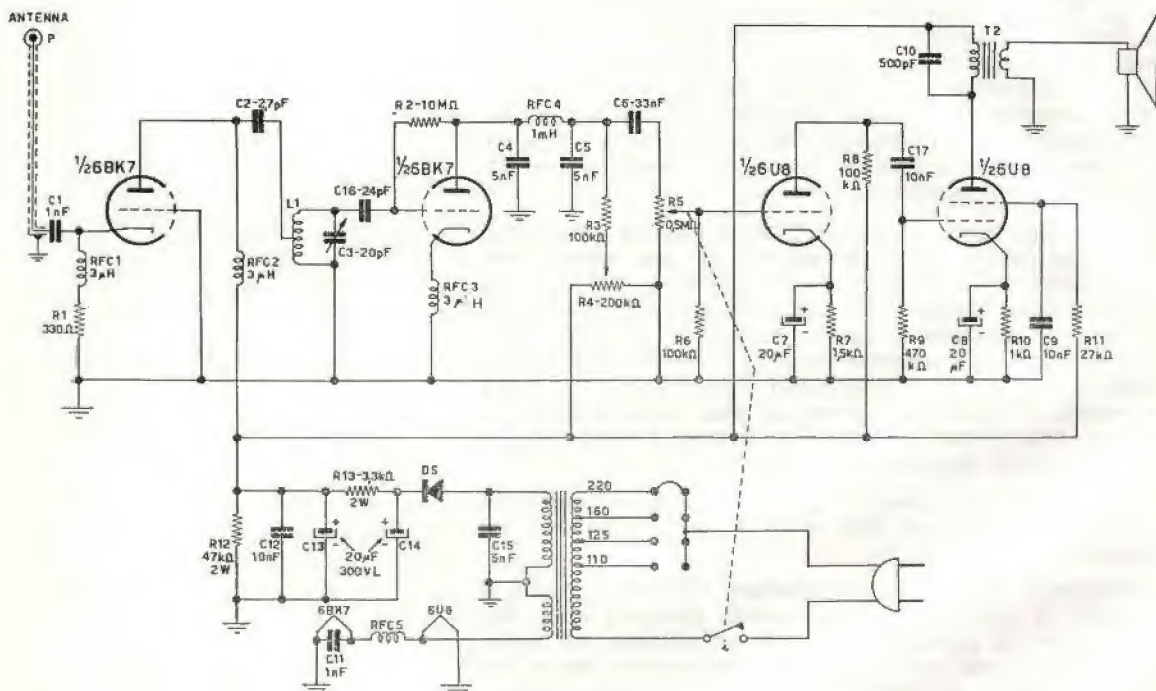 ANTENNA
P
C2-27pF
½6BK7
C1
1nF
RFC1
3µH
R1
330Ω
RFC2
3µH
L1
C16-24pF
C3-20pF
R2-10MΩ
½6BK7
RFC3
3µH
RFC4
1mH
C4
5nF
C5
5nF
C6-33nF
R3
100kΩ
R5
0,5MΩ
R4-200kΩ
R6
100kΩ
½6U8
C7
20µF
R7
1,5kΩ
R8
100
kΩ
C17
10nF
R9
470
kΩ
½6U8
C8
20
µF
R10
1kΩ
C9
10nF
R11
27kΩ
C10
500pF
T2
R12
47kΩ
2W
C12
10nF
R13-3,3kΩ
2W
C13
20µF
300VL
C14
DS
C15
5nF
220
160
125
110
6BK7
C11
1nF
RFC5
6U8
+
-
+
-
+
-
+